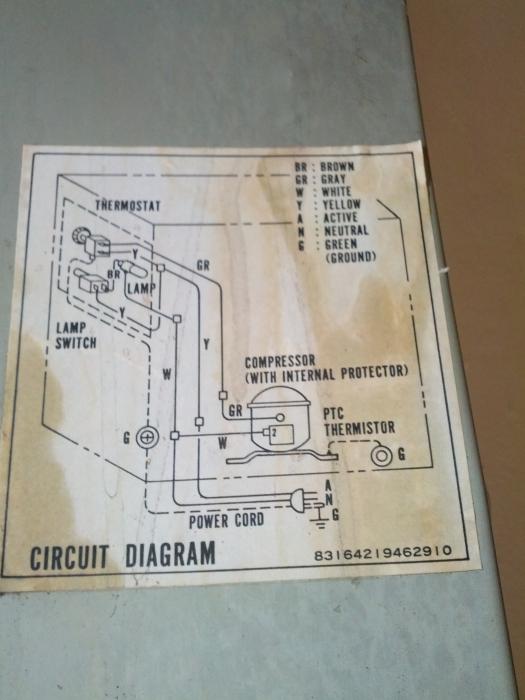 BR : BROWN
GR : GRAY
W : WHITE
Y : YELLOW
A : ACTIVE
N : NEUTRAL
G : GREEN
(GROUND)
THERMOSTAT
Y
GR
BR
LAMP
Y
LAMP
SWITCH
Y
W
COMPRESSOR
(WITH INTERNAL PROTECTOR)
GR
PTC
THERMISTOR
G
W
2
G
A
N
G
POWER CORD
CIRCUIT DIAGRAM
83164219462910